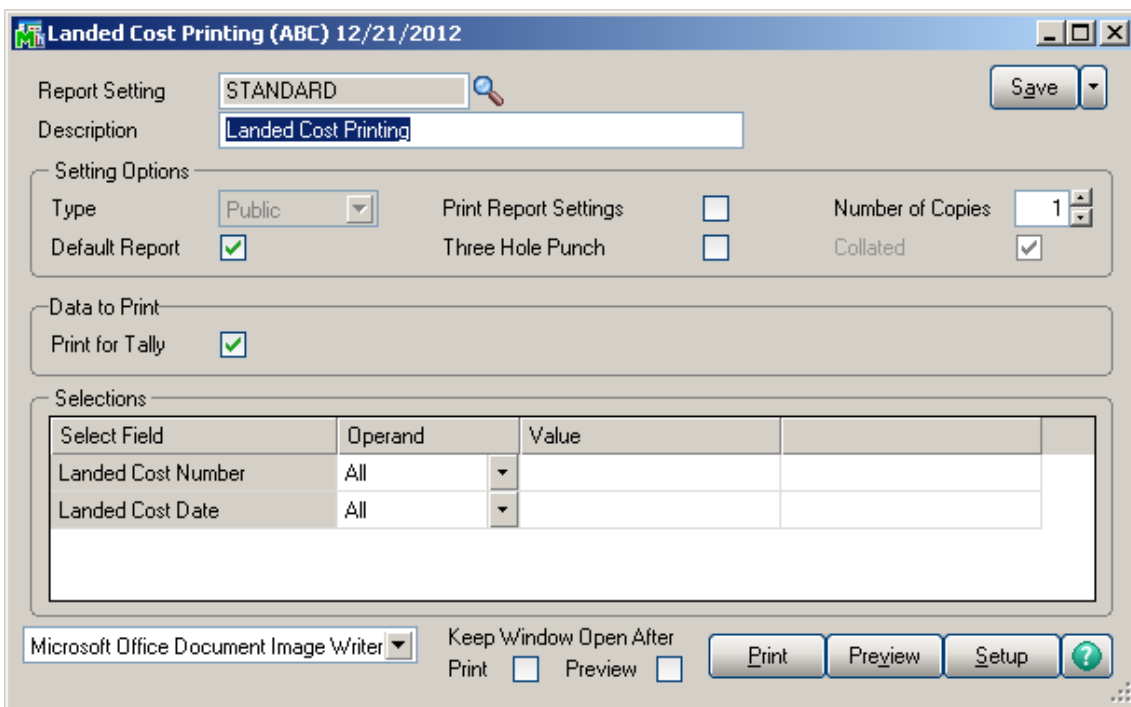 Landed Cost Printing (ABC) 12/21/2012
Report Setting STANDARD Save
Description Landed Cost Printing
Setting Options
Type Public Print Report Settings Number of Copies 1
Default Report Three Hole Punch Collated
Data to Print
Print for Tally
Selections
Select Field Operand Value
Landed Cost Number All
Landed Cost Date All
Microsoft Office Document Image Writer Keep Window Open After
Print Preview Print Preview Setup ?